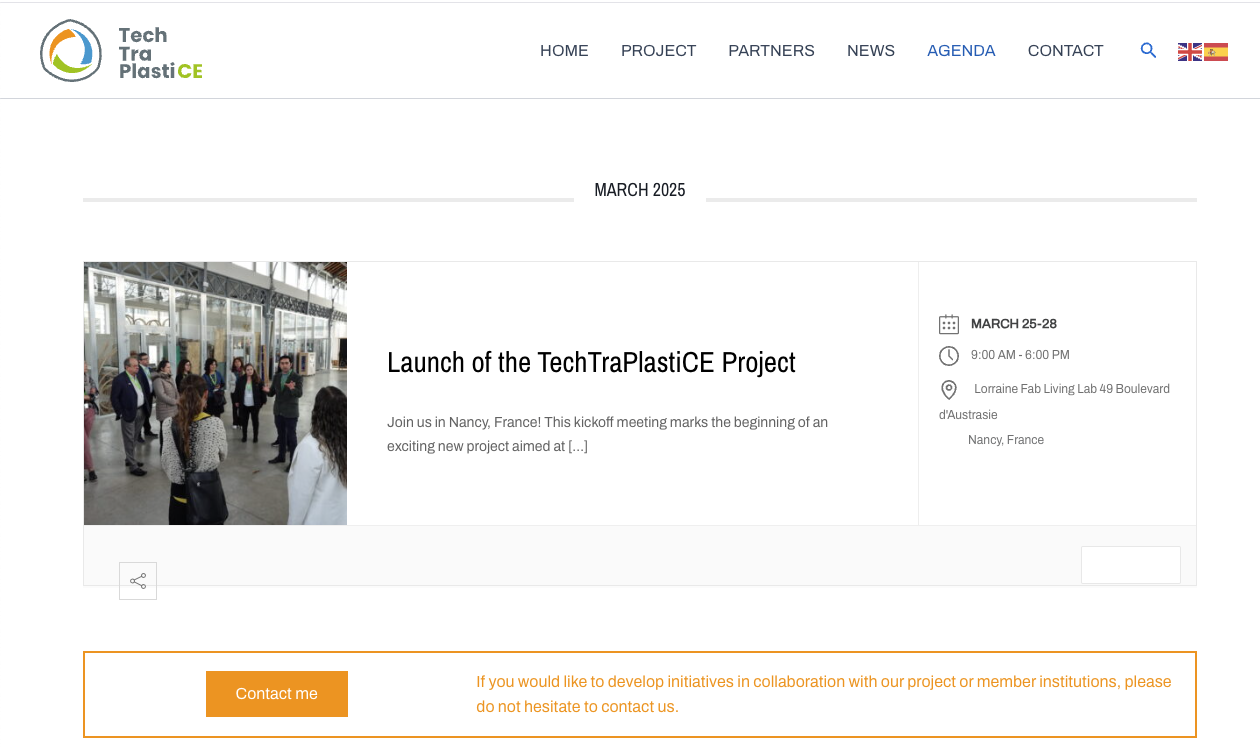 Tech
Tra
PlastiCE
HOME PROJECT PARTNERS NEWS AGENDA CONTACT
MARCH 2025
Launch of the TechTraPlastiCE Project
Join us in Nancy, France! This kickoff meeting marks the beginning of an
exciting new project aimed at [...]
MARCH 25-28
9:00 AM - 6:00 PM
Lorraine Fab Living Lab 49 Boulevard
d'Austrasie
Nancy, France
Contact me
If you would like to develop initiatives in collaboration with our project or member institutions, please
do not hesitate to contact us.